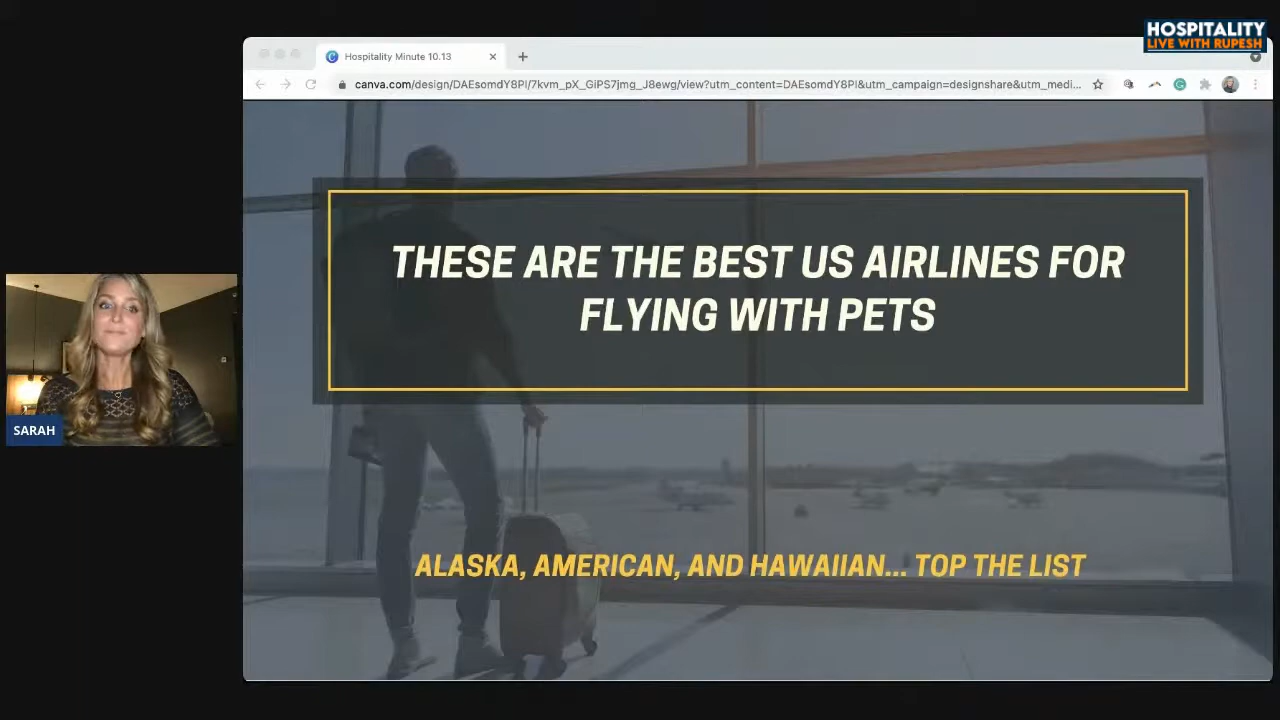 HOSPITALITY
LIVE WITH RUPESH
Hospitality Minute 10.13
canva.com/design/DAEsomdY8PI/7kvm_pX_GiPS7jmg_J8ewg/view?utm_content=DAEsomdY8PI&utm_campaign=designshare&utm_medi...
THESE ARE THE BEST US AIRLINES FOR
FLYING WITH PETS
SARAH
ALASKA, AMERICAN, AND HAWAIIAN... TOP THE LIST